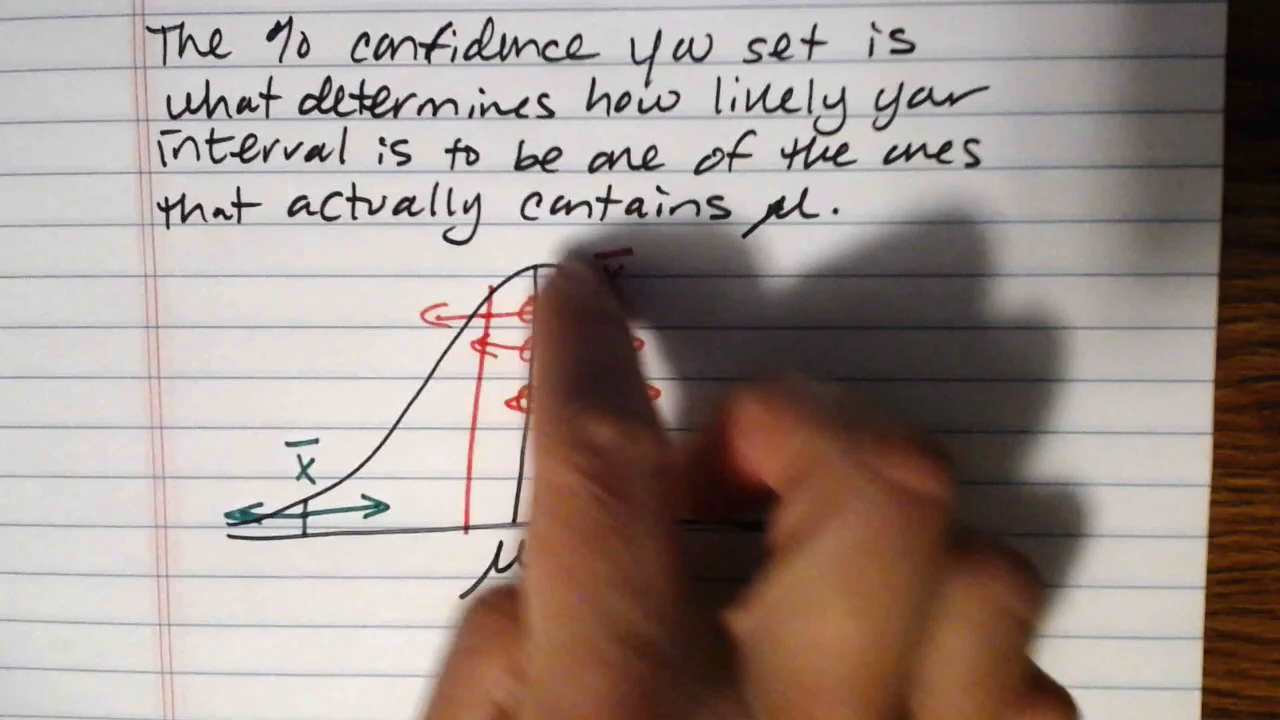 The % confidence you set is
what determines how likely your
interval is to be one of the ones
that actually contains μ.
x̄
x̄
μ